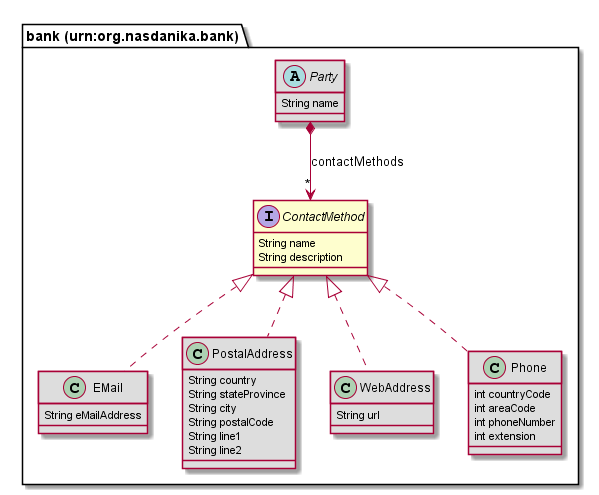 bank (urn:org.nasdanika.bank)
A Party
String name
contactMethods
*
I ContactMethod
String name
String description
C EMail
String eMailAddress
C PostalAddress
String country
String stateProvince
String city
String postalCode
String line1
String line2
C WebAddress
String url
C Phone
int countryCode
int areaCode
int phoneNumber
int extension